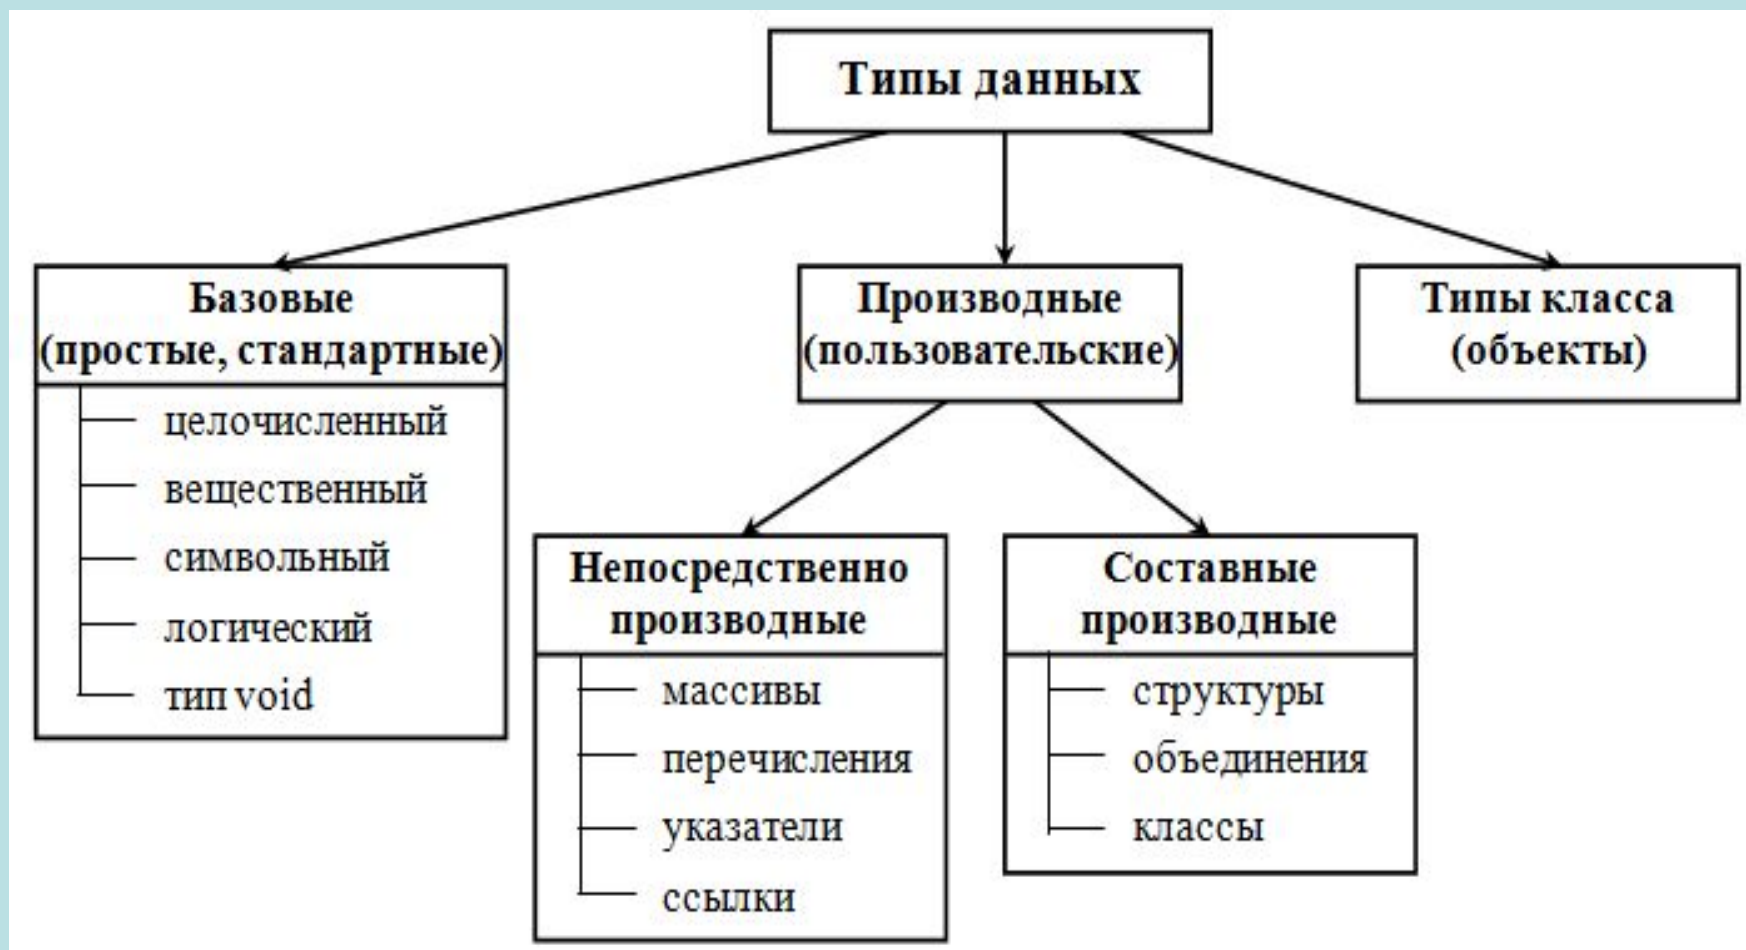 Типы данных
Базовые
(простые, стандартные)
целочисленный
вещественный
символьный
логический
тип void
Производные
(пользовательские)
Типы класса
(объекты)
Непосредственно
производные
массивы
перечисления
указатели
ссылки
Составные
производные
структуры
объединения
классы